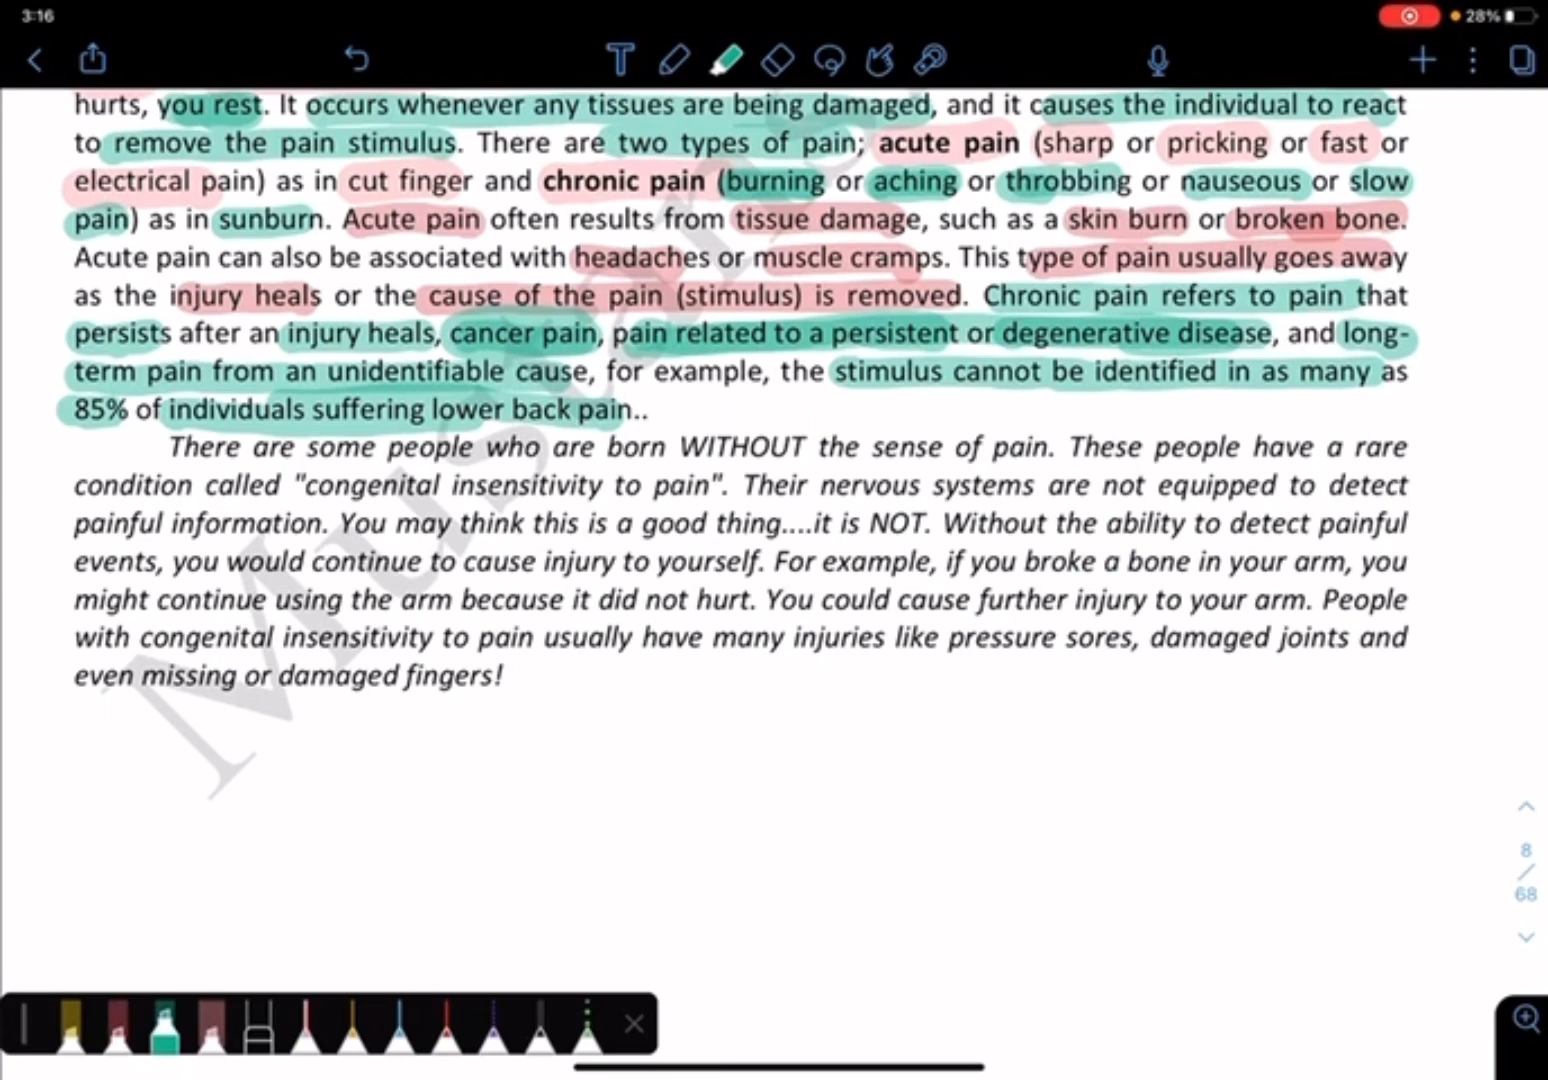 3:16
28%
hurts, you rest. It occurs whenever any tissues are being damaged, and it causes the individual to react
to remove the pain stimulus. There are two types of pain; acute pain (sharp or pricking or fast or
electrical pain) as in cut finger and chronic pain (burning or aching or throbbing or nauseous or slow
pain) as in sunburn. Acute pain often results from tissue damage, such as a skin burn or broken bone.
Acute pain can also be associated with headaches or muscle cramps. This type of pain usually goes away
as the injury heals or the cause of the pain (stimulus) is removed. Chronic pain refers to pain that
persists after an injury heals, cancer pain, pain related to a persistent or degenerative disease, and long-
term pain from an unidentifiable cause, for example, the stimulus cannot be identified in as many as
85% of individuals suffering lower back pain..
There are some people who are born WITHOUT the sense of pain. These people have a rare
condition called "congenital insensitivity to pain". Their nervous systems are not equipped to detect
painful information. You may think this is a good thing....it is NOT. Without the ability to detect painful
events, you would continue to cause injury to yourself. For example, if you broke a bone in your arm, you
might continue using the arm because it did not hurt. You could cause further injury to your arm. People
with congenital insensitivity to pain usually have many injuries like pressure sores, damaged joints and
even missing or damaged fingers!
8
/
68